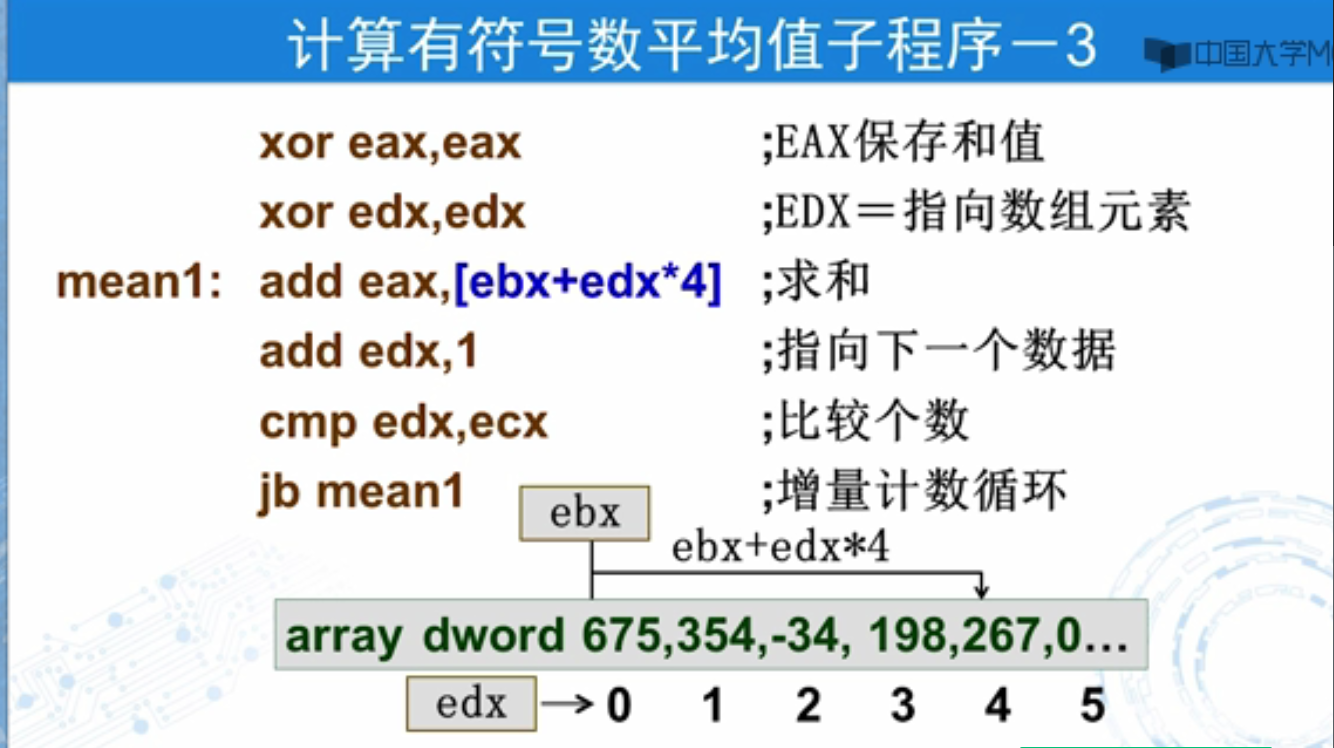 计算有符号数平均值子程序－3
中国大学M
xor eax,eax ;EAX保存和值
xor edx,edx ;EDX＝指向数组元素
mean1: add eax,[ebx+edx*4] ;求和
add edx,1 ;指向下一个数据
cmp edx,ecx ;比较个数
jb mean1 ;增量计数循环
ebx
ebx+edx*4
array dword 675,354,-34, 198,267,0…
edx 0 1 2 3 4 5